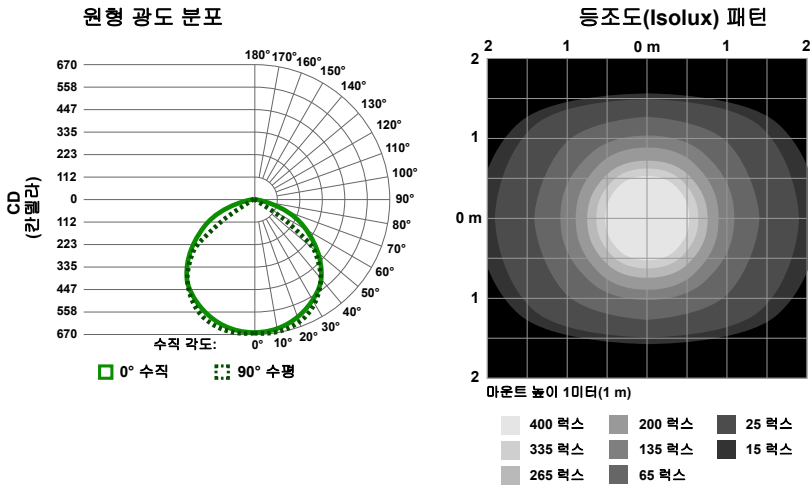 원형 광도 분포
등조도(Isolux) 패턴
180° 170° 160° 150° 140° 130° 120° 110° 100° 90° 80° 70° 60° 50° 40° 30° 20° 10° 0°
670
558
447
335
223
112
0
112
223
335
447
558
670
CD
(칸델라)
수직 각도:
0° 수직
90° 수평
2 1 0 m 1 2
2
1
0 m
1
2
마운트 높이 1미터(1 m)
400 럭스
200 럭스
25 럭스
335 럭스
135 럭스
15 럭스
265 럭스
65 럭스